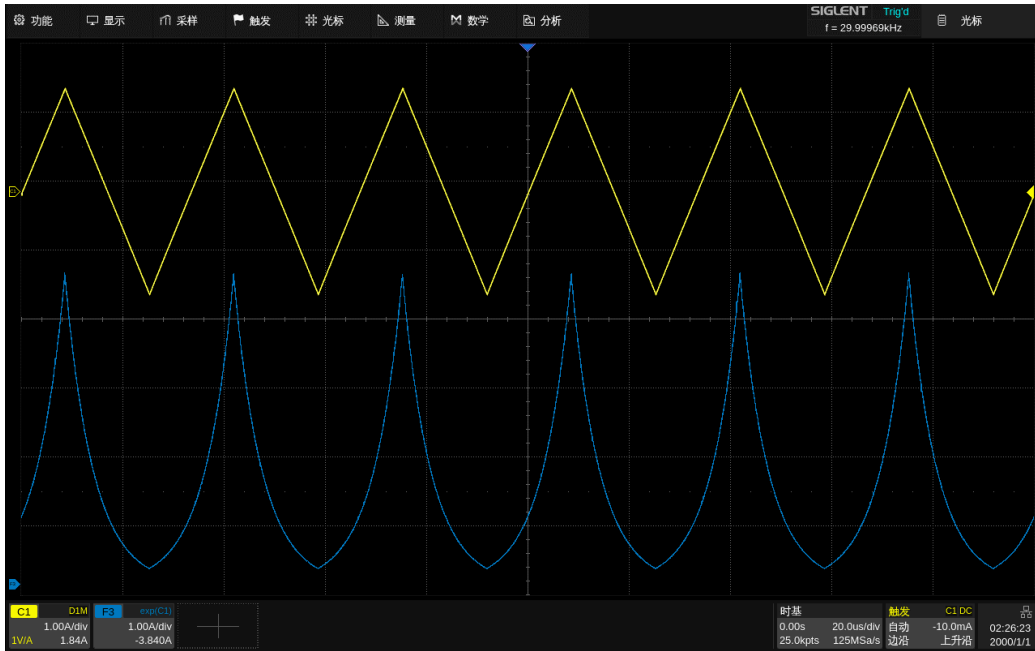 功能 显示 采样 触发 光标 测量 数学 分析
SIGLENT Trig'd
f = 29.99969kHz
光标
C1 D1M
1.00A/div
1V/A 1.84A
F3 exp(C1)
1.00A/div
-3.840A
时基
0.00s 20.0us/div
25.0kpts 125MSa/s
触发 C1 DC
自动 -10.0mA
边沿 上升沿
02:26:23
2000/1/1